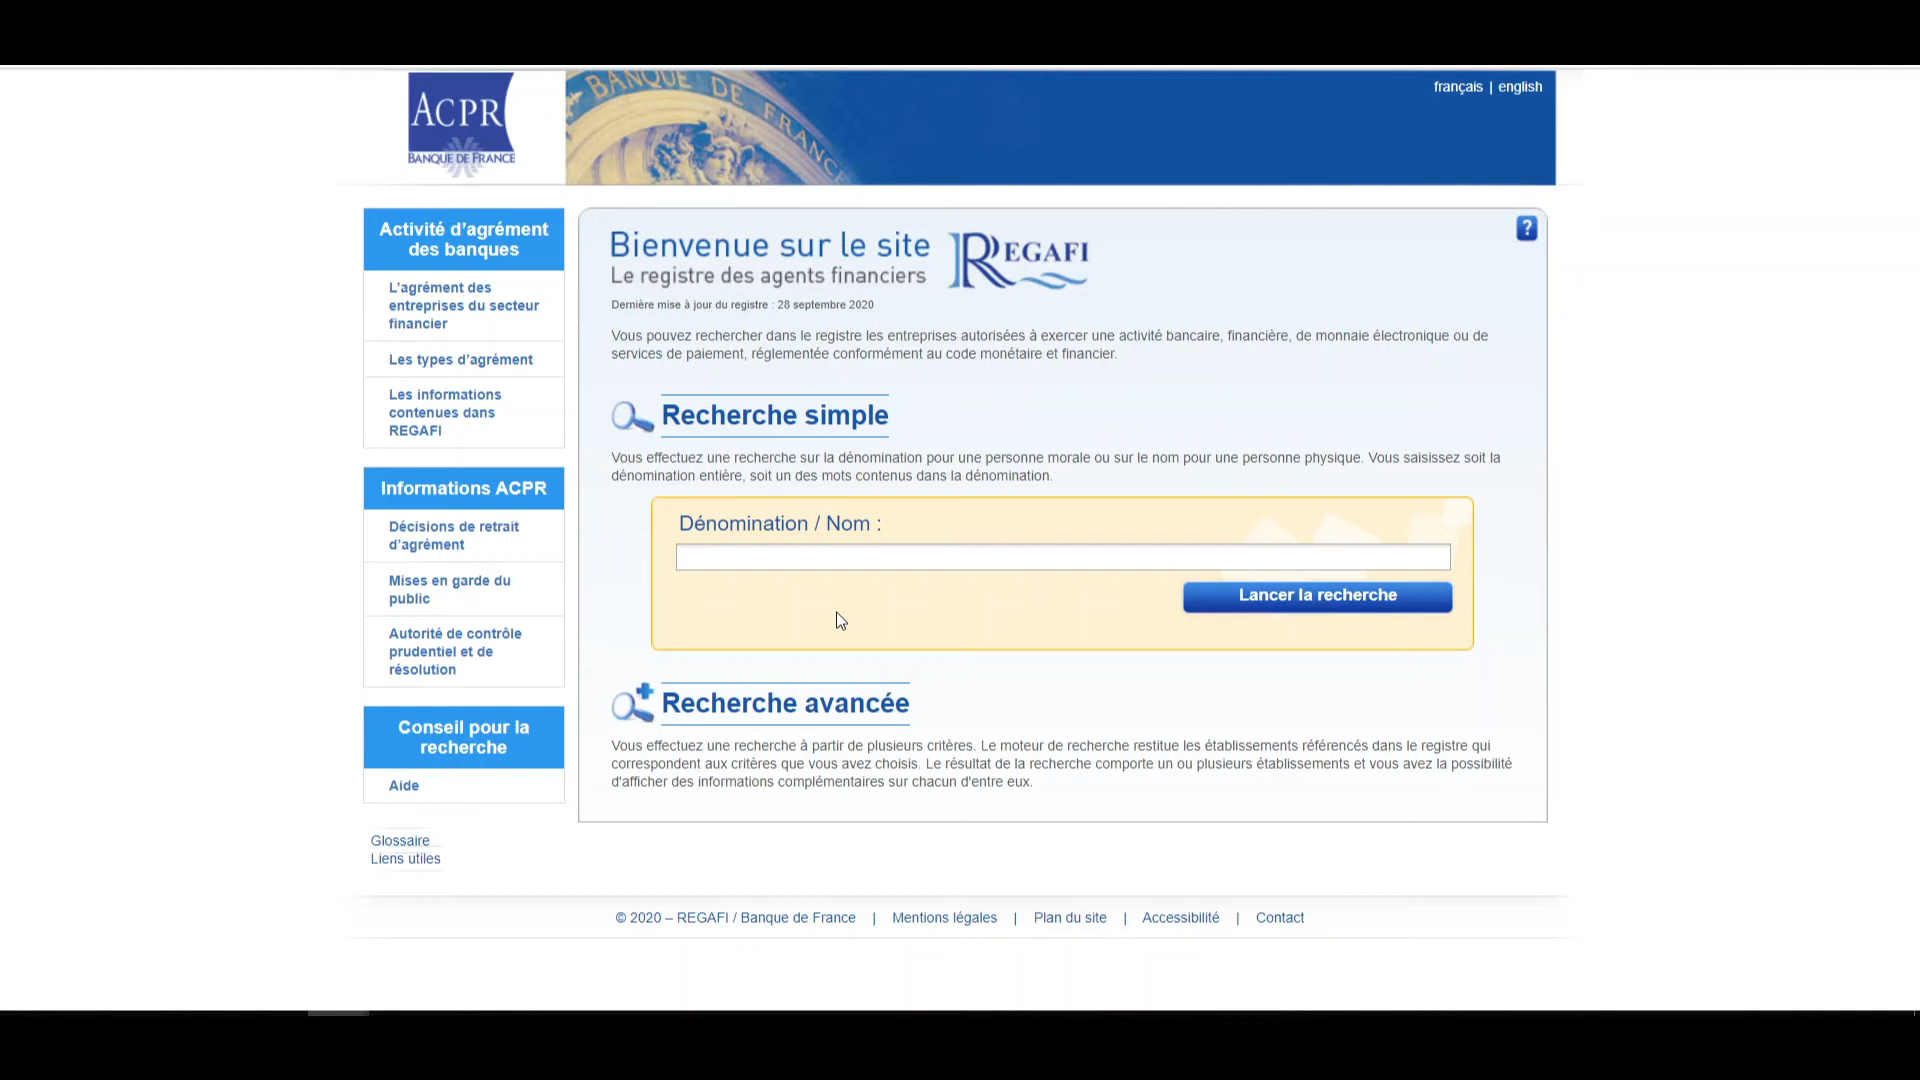 ACPR
BANQUE DE FRANCE
BANQUE DE FRANCE
français | english
Activité d’agrément
des banques
L’agrément des
entreprises du secteur
financier
Les types d’agrément
Les informations
contenues dans
REGAFI
Informations ACPR
Décisions de retrait
d’agrément
Mises en garde du
public
Autorité de contrôle
prudentiel et de
résolution
Conseil pour la
recherche
Aide
Glossaire
Liens utiles
?
Bienvenue sur le site
REGAFI
Le registre des agents financiers
Dernière mise à jour du registre : 28 septembre 2020
Vous pouvez rechercher dans le registre les entreprises autorisées à exercer une activité bancaire, financière, de monnaie électronique ou de
services de paiement, réglementée conformément au code monétaire et financier.
Recherche simple
Vous effectuez une recherche sur la dénomination pour une personne morale ou sur le nom pour une personne physique. Vous saisissez soit la
dénomination entière, soit un des mots contenus dans la dénomination.
Dénomination / Nom :
Lancer la recherche
Recherche avancée
Vous effectuez une recherche à partir de plusieurs critères. Le moteur de recherche restitue les établissements référencés dans le registre qui
correspondent aux critères que vous avez choisis. Le résultat de la recherche comporte un ou plusieurs établissements et vous avez la possibilité
d'afficher des informations complémentaires sur chacun d'entre eux.
© 2020 – REGAFI / Banque de France | Mentions légales | Plan du site | Accessibilité | Contact